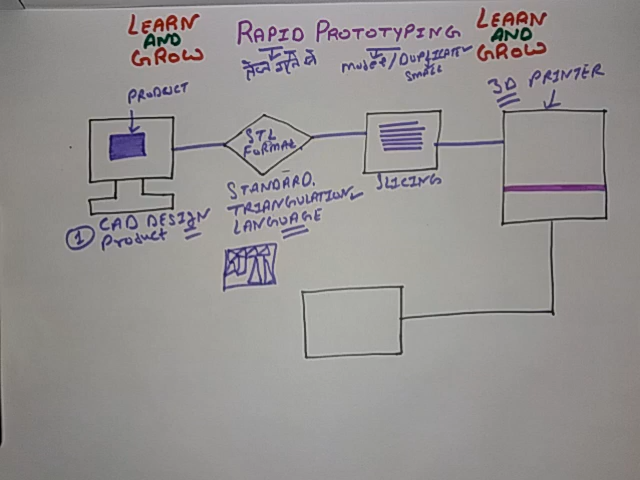 LEARN
AND
GROW
RAPID PROTOTYPING
LEARN
AND
GROW
MODEL/DUPLICATE
SMALL
PRODUCT
3D PRINTER
STL
FORMAT
SLICING
STANDARD.
TRIANGULATION
LANGUAGE
1 CAD DESIGN
Product